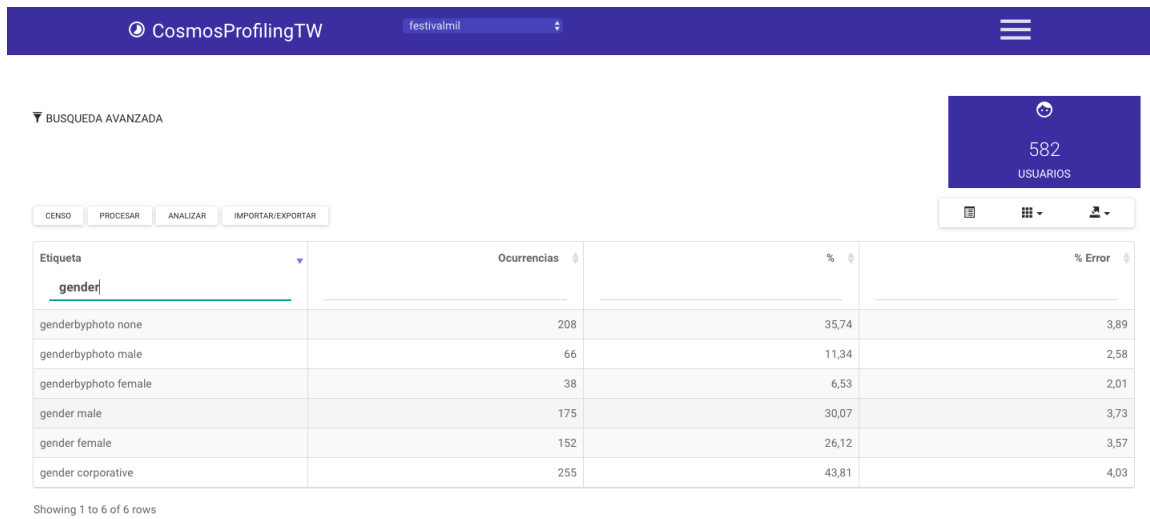 CosmosProfilingTW
festivalmil
BUSQUEDA AVANZADA
582
USUARIOS
CENSO PROCESAR ANALIZAR IMPORTAR/EXPORTAR
Etiqueta Ocurrencias % % Error
gender
genderbyphoto none 208 35,74 3,89
genderbyphoto male 66 11,34 2,58
genderbyphoto female 38 6,53 2,01
gender male 175 30,07 3,73
gender female 152 26,12 3,57
gender corporative 255 43,81 4,03
Showing 1 to 6 of 6 rows